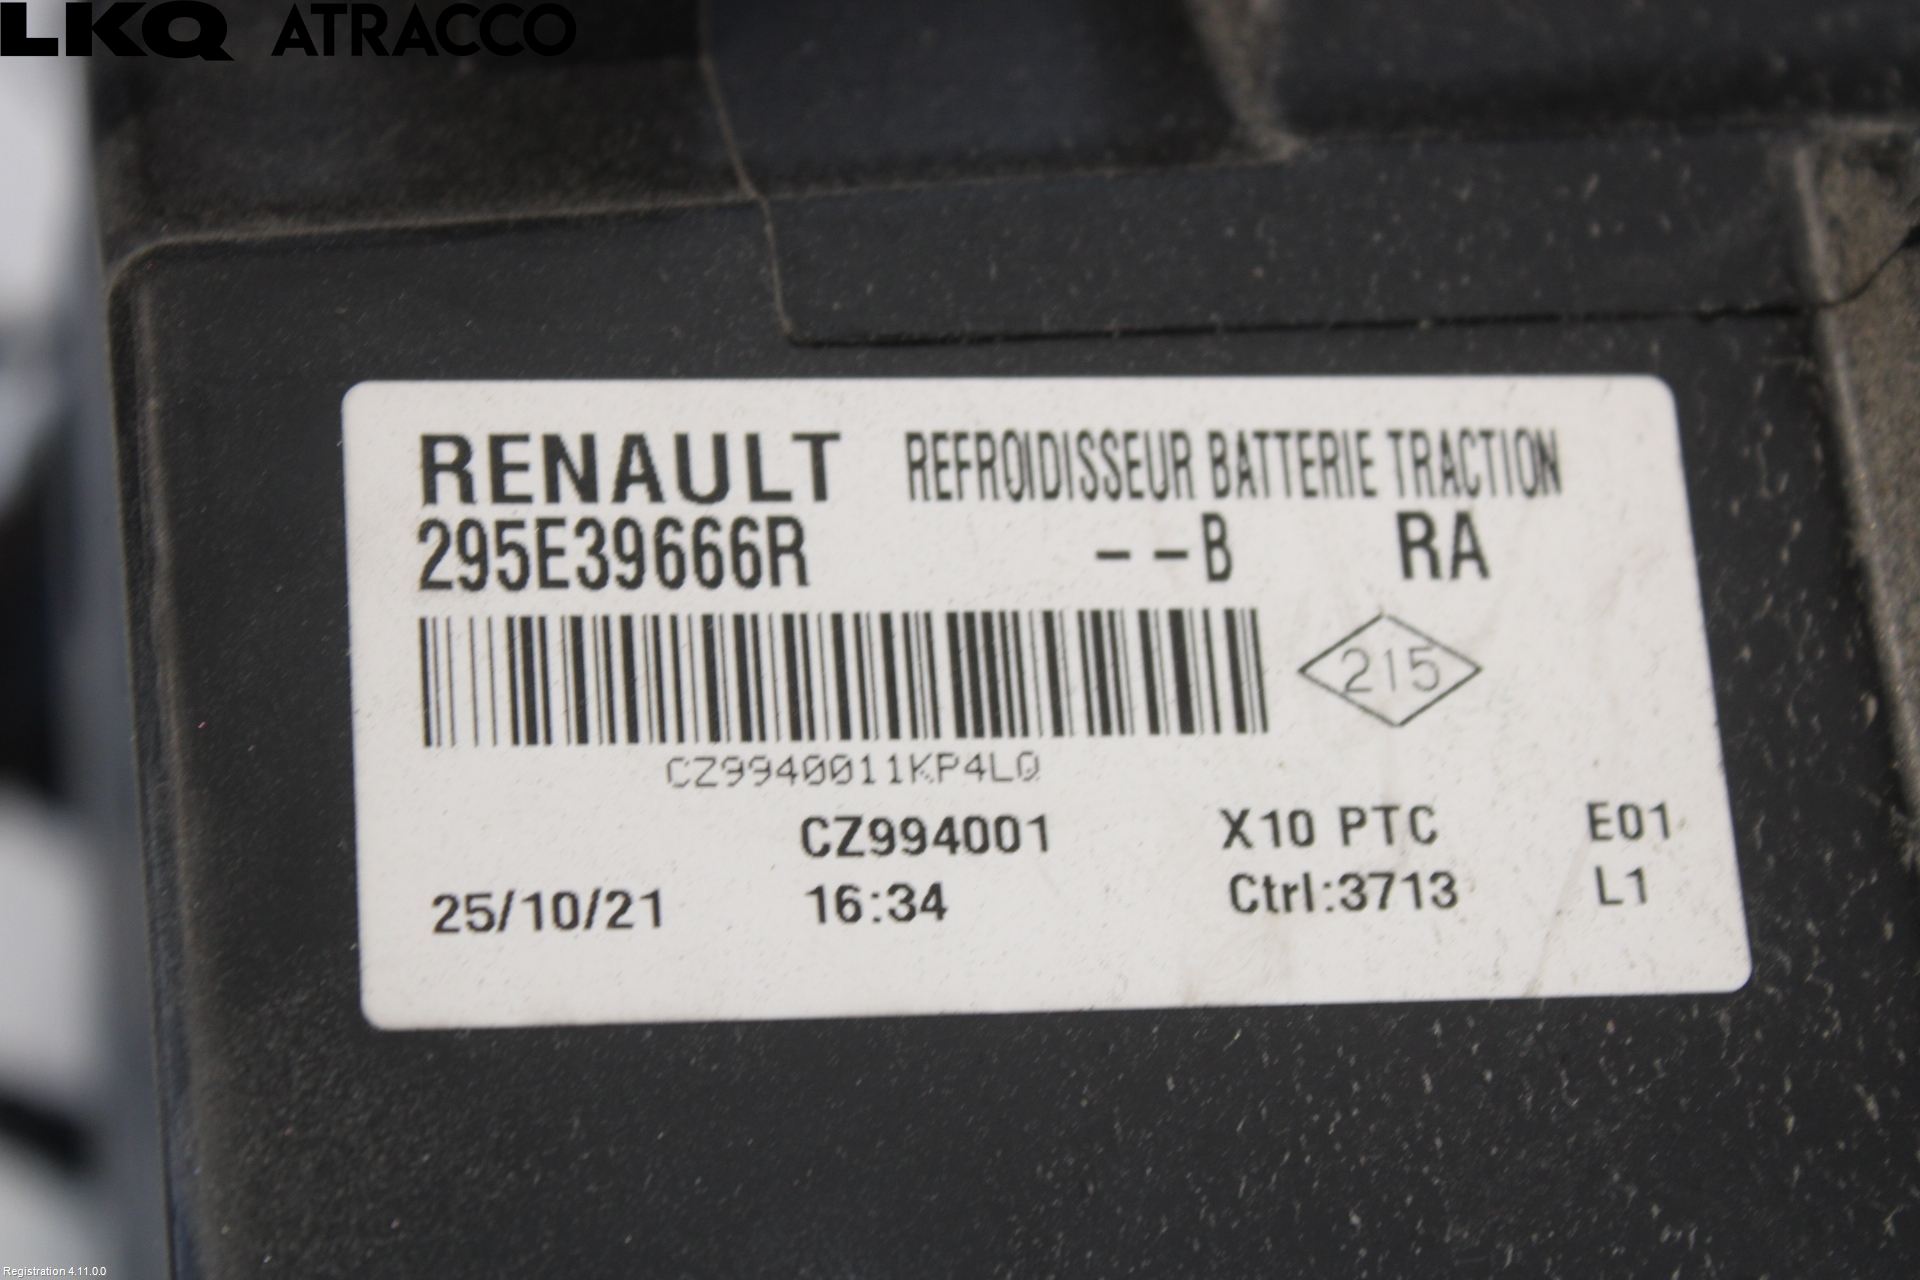 LKQ ATRACCO
RENAULT REFROIDISSEUR BATTERIE TRACTION
295E39666R --B RA
215
CZ9940011KP4LQ
CZ994001 X10 PTC E01
25/10/21 16:34 Ctrl:3713 L1
Registration 4.11.0.0